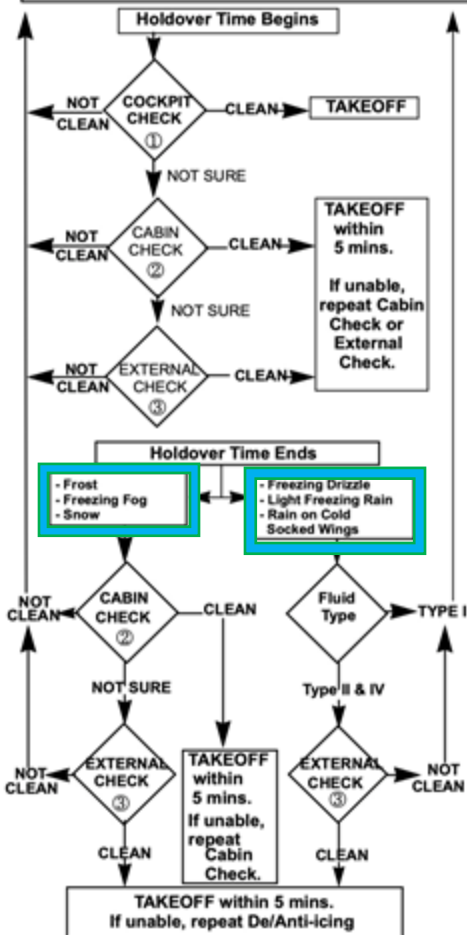 Holdover Time Begins
COCKPIT
CHECK
①
NOT
CLEAN
CLEAN
TAKEOFF
NOT SURE
CABIN
CHECK
②
NOT
CLEAN
CLEAN
TAKEOFF
within
5 mins.
If unable,
repeat Cabin
Check or
External
Check.
NOT SURE
EXTERNAL
CHECK
③
NOT
CLEAN
CLEAN
Holdover Time Ends
- Frost
- Freezing Fog
- Snow
- Freezing Drizzle
- Light Freezing Rain
- Rain on Cold
Socked Wings
CABIN
CHECK
②
NOT
CLEAN
CLEAN
Fluid
Type
TYPE I
NOT SURE
Type II & IV
EXTERNAL
CHECK
③
NOT
CLEAN
TAKEOFF
within
5 mins.
If unable,
repeat
Cabin
Check.
EXTERNAL
CHECK
③
NOT
CLEAN
CLEAN
CLEAN
TAKEOFF within 5 mins.
If unable, repeat De/Anti-icing